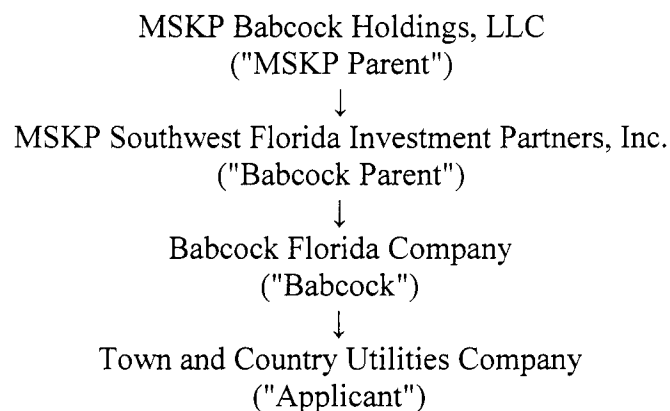 MSKP Babcock Holdings, LLC
("MSKP Parent")
↓
MSKP Southwest Florida Investment Partners, Inc.
("Babcock Parent")
↓
Babcock Florida Company
("Babcock")
↓
Town and Country Utilities Company
("Applicant")